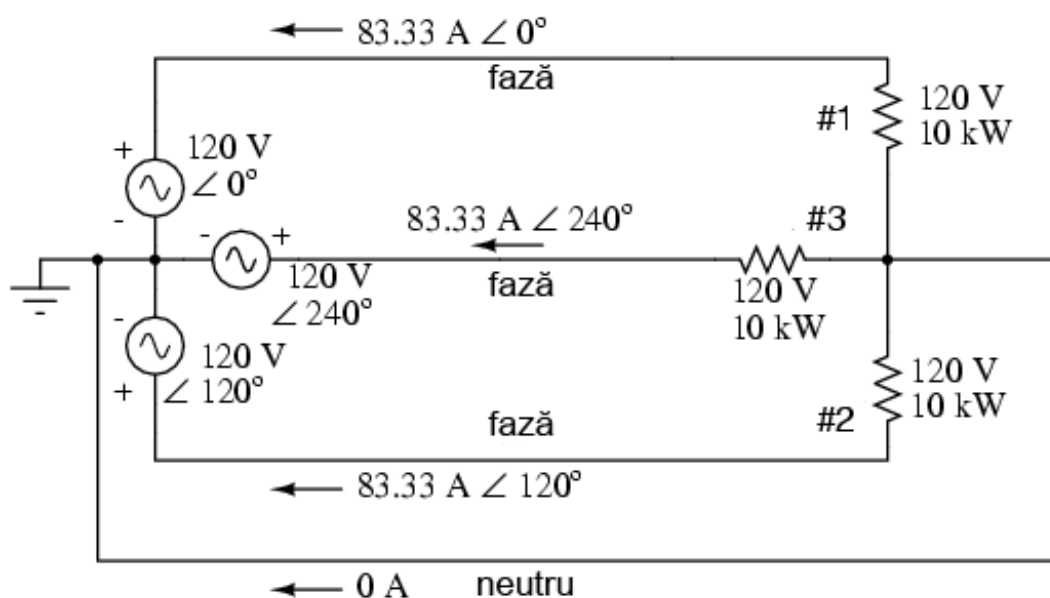 83.33 A ∠ 0°
fază
#1
120 V
10 kW
+
120 V
∠ 0°
-
83.33 A ∠ 240°
#3
- +
120 V
∠ 240°
fază
120 V
10 kW
-
120 V
∠ 120°
+
120 V
10 kW
#2
fază
83.33 A ∠ 120°
0 A
neutru